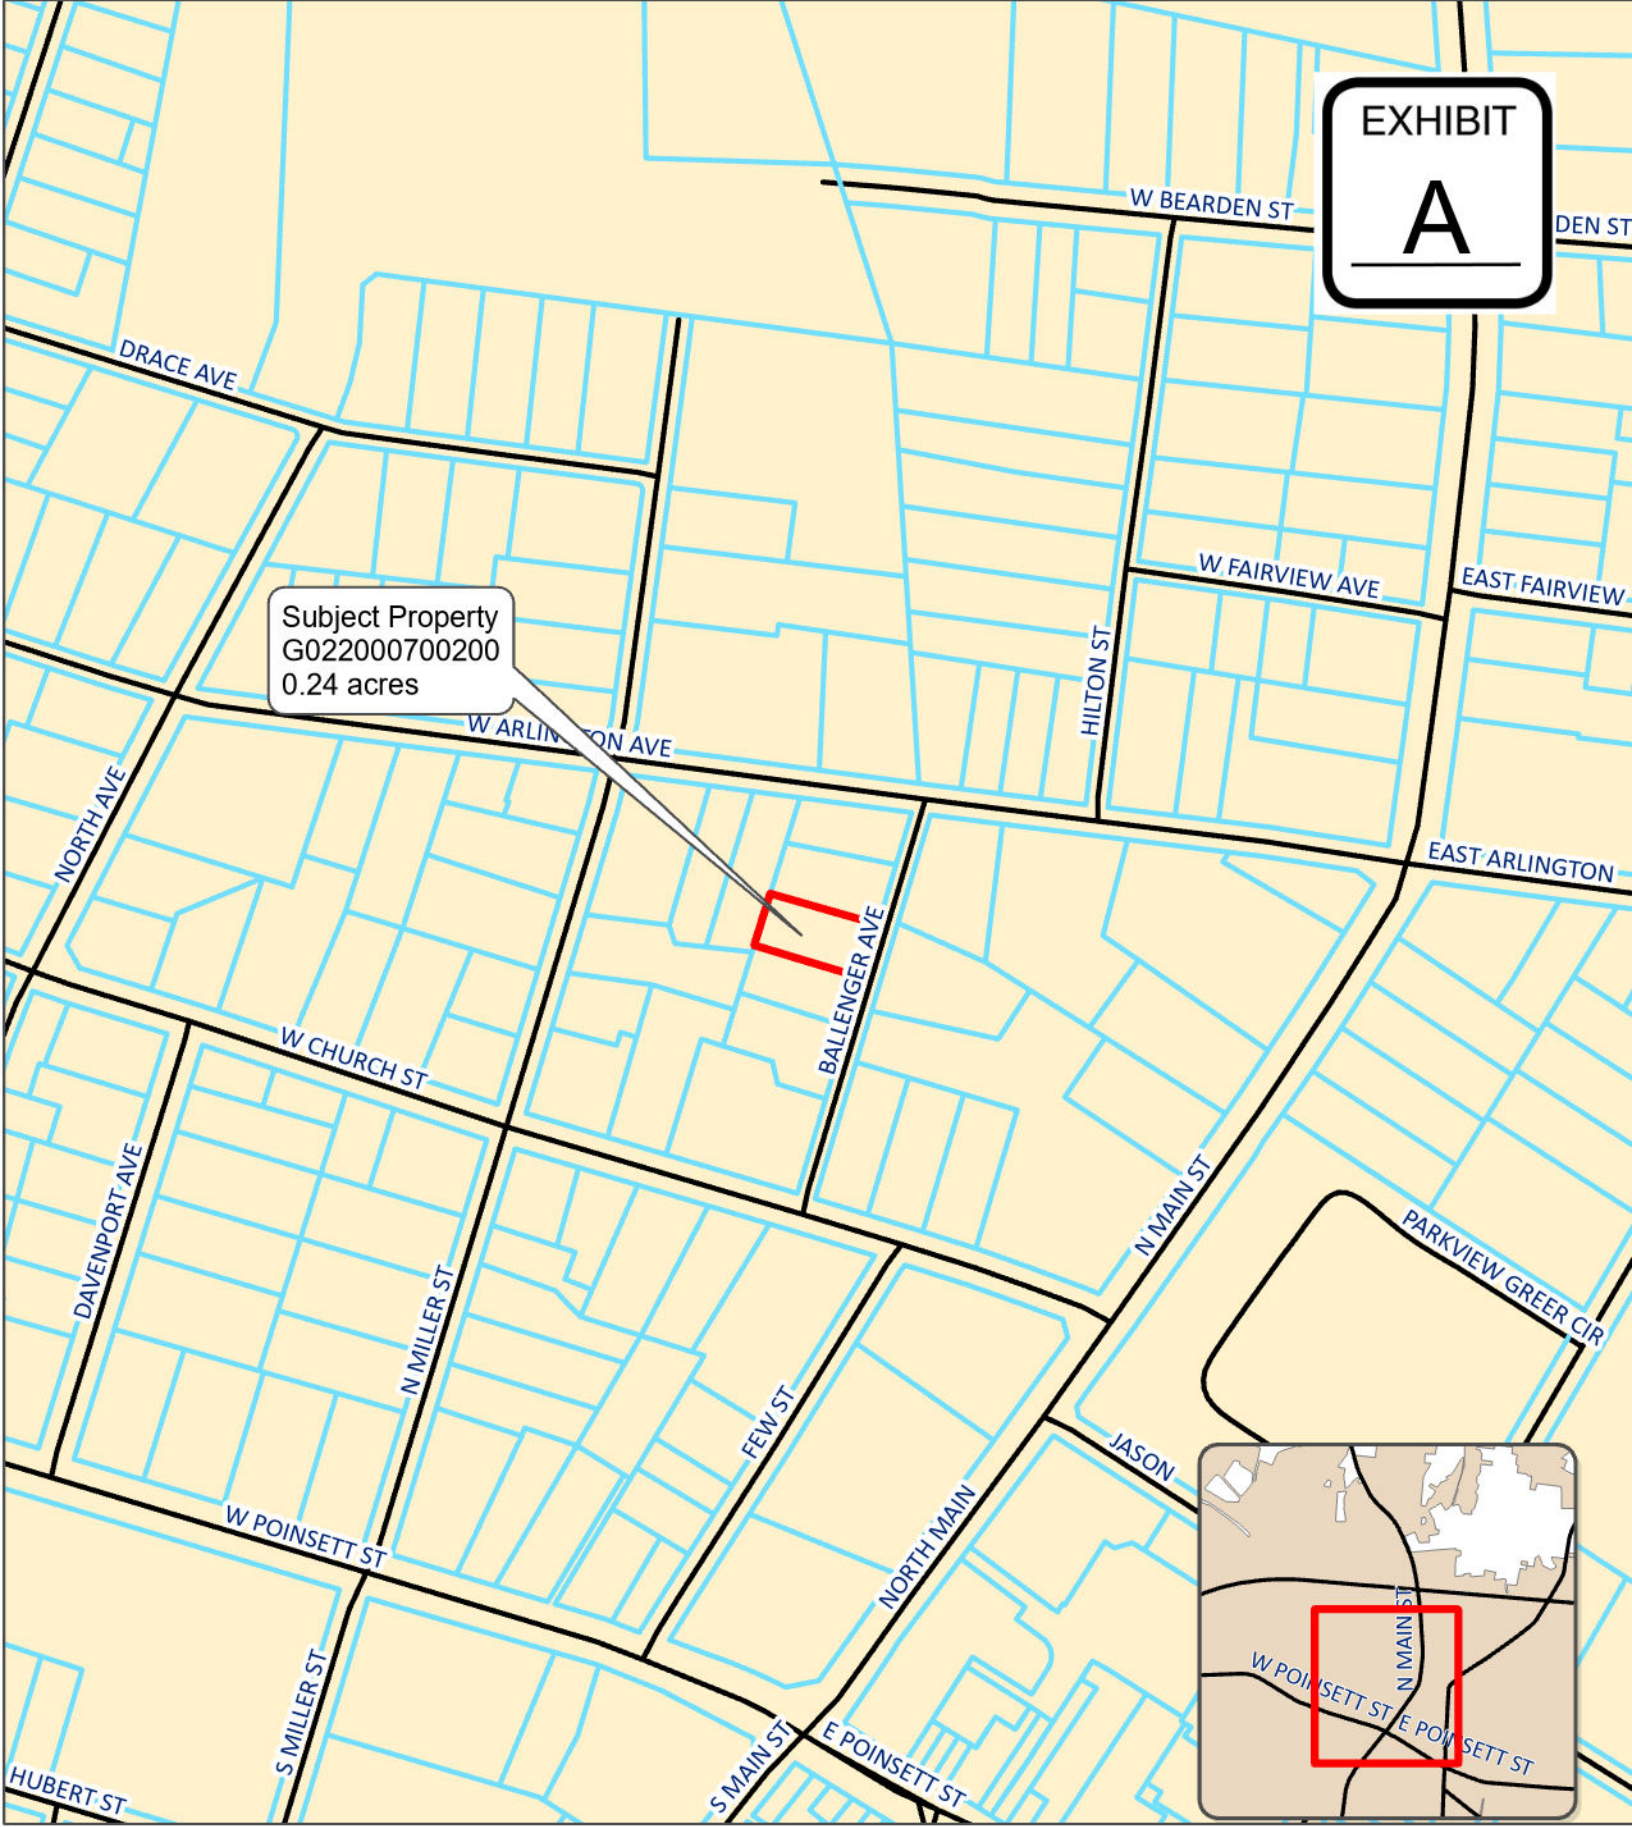 EXHIBIT
A
W BEARDEN ST
DEN ST
DRACE AVE
W FAIRVIEW AVE
EAST FAIRVIEW
Subject Property
G022000700200
0.24 acres
HILTON ST
W ARLINGTON AVE
NORTH AVE
EAST ARLINGTON
BALLENGER AVE
W CHURCH ST
DAVENPORT AVE
N MAIN ST
PARKVIEW GREER CIR
N MILLER ST
FEW ST
JASON
W POINSETT ST
NORTH MAIN
N MAIN ST
W POINSETT ST
E POINSETT ST
S MILLER ST
S MAIN ST
E POINSETT ST
HUBERT ST